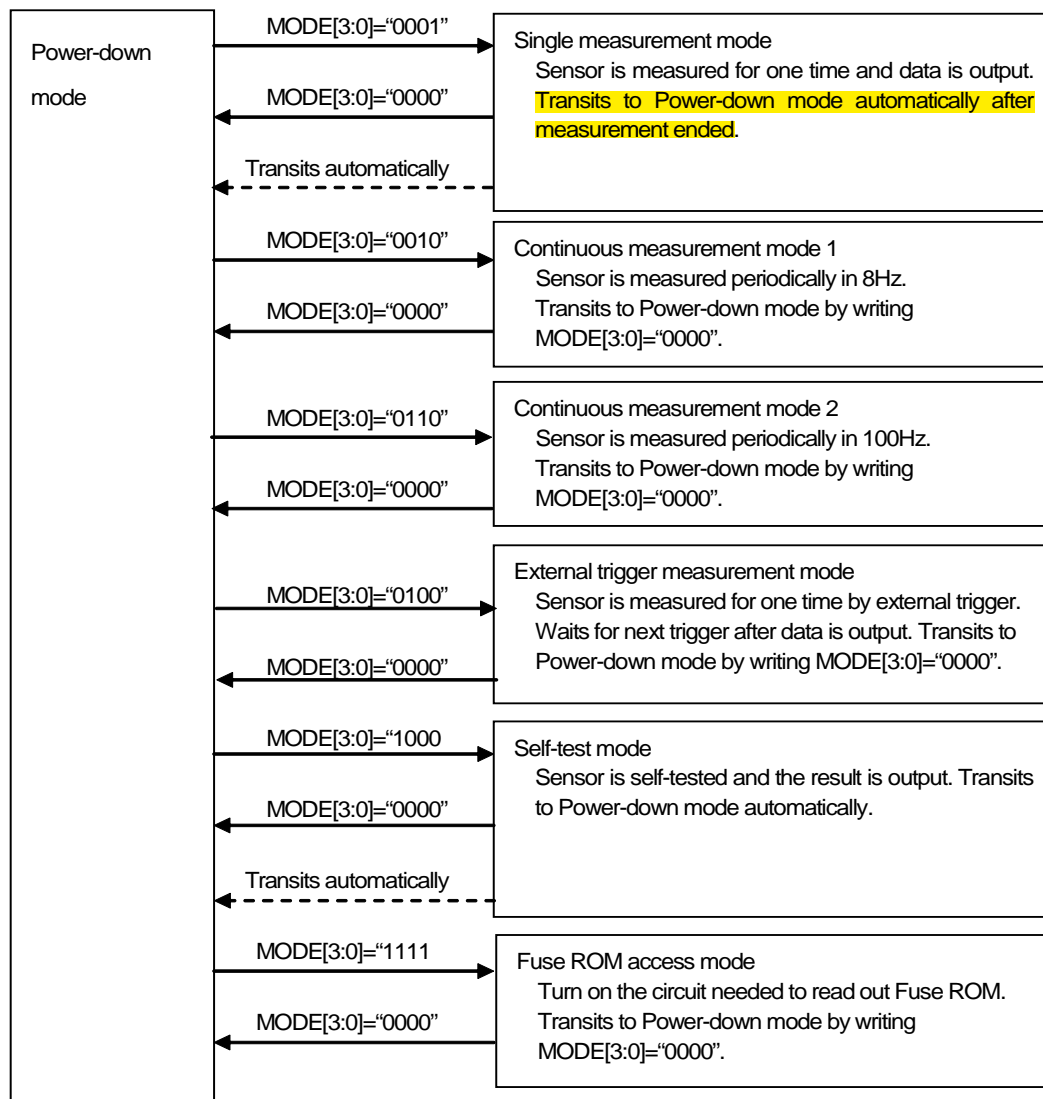 Power-down
mode
MODE[3:0]=“0001”
MODE[3:0]=“0000”
Transits automatically
Single measurement mode
Sensor is measured for one time and data is output.
Transits to Power-down mode automatically after
measurement ended.
MODE[3:0]=“0010”
MODE[3:0]=“0000”
Continuous measurement mode 1
Sensor is measured periodically in 8Hz.
Transits to Power-down mode by writing
MODE[3:0]=“0000”.
MODE[3:0]=“0110”
MODE[3:0]=“0000”
Continuous measurement mode 2
Sensor is measured periodically in 100Hz.
Transits to Power-down mode by writing
MODE[3:0]=“0000”.
MODE[3:0]=“0100”
MODE[3:0]=“0000”
External trigger measurement mode
Sensor is measured for one time by external trigger.
Waits for next trigger after data is output. Transits to
Power-down mode by writing MODE[3:0]=“0000”.
MODE[3:0]=“1000
MODE[3:0]=“0000”
Transits automatically
Self-test mode
Sensor is self-tested and the result is output. Transits
to Power-down mode automatically.
MODE[3:0]=“1111
MODE[3:0]=“0000”
Fuse ROM access mode
Turn on the circuit needed to read out Fuse ROM.
Transits to Power-down mode by writing
MODE[3:0]=“0000”.